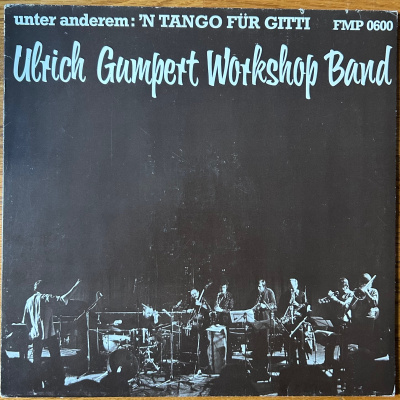 unter anderem: 'N TANGO FÜR GITTI FMP 0600
Ulrich Gumpert Workshop Band